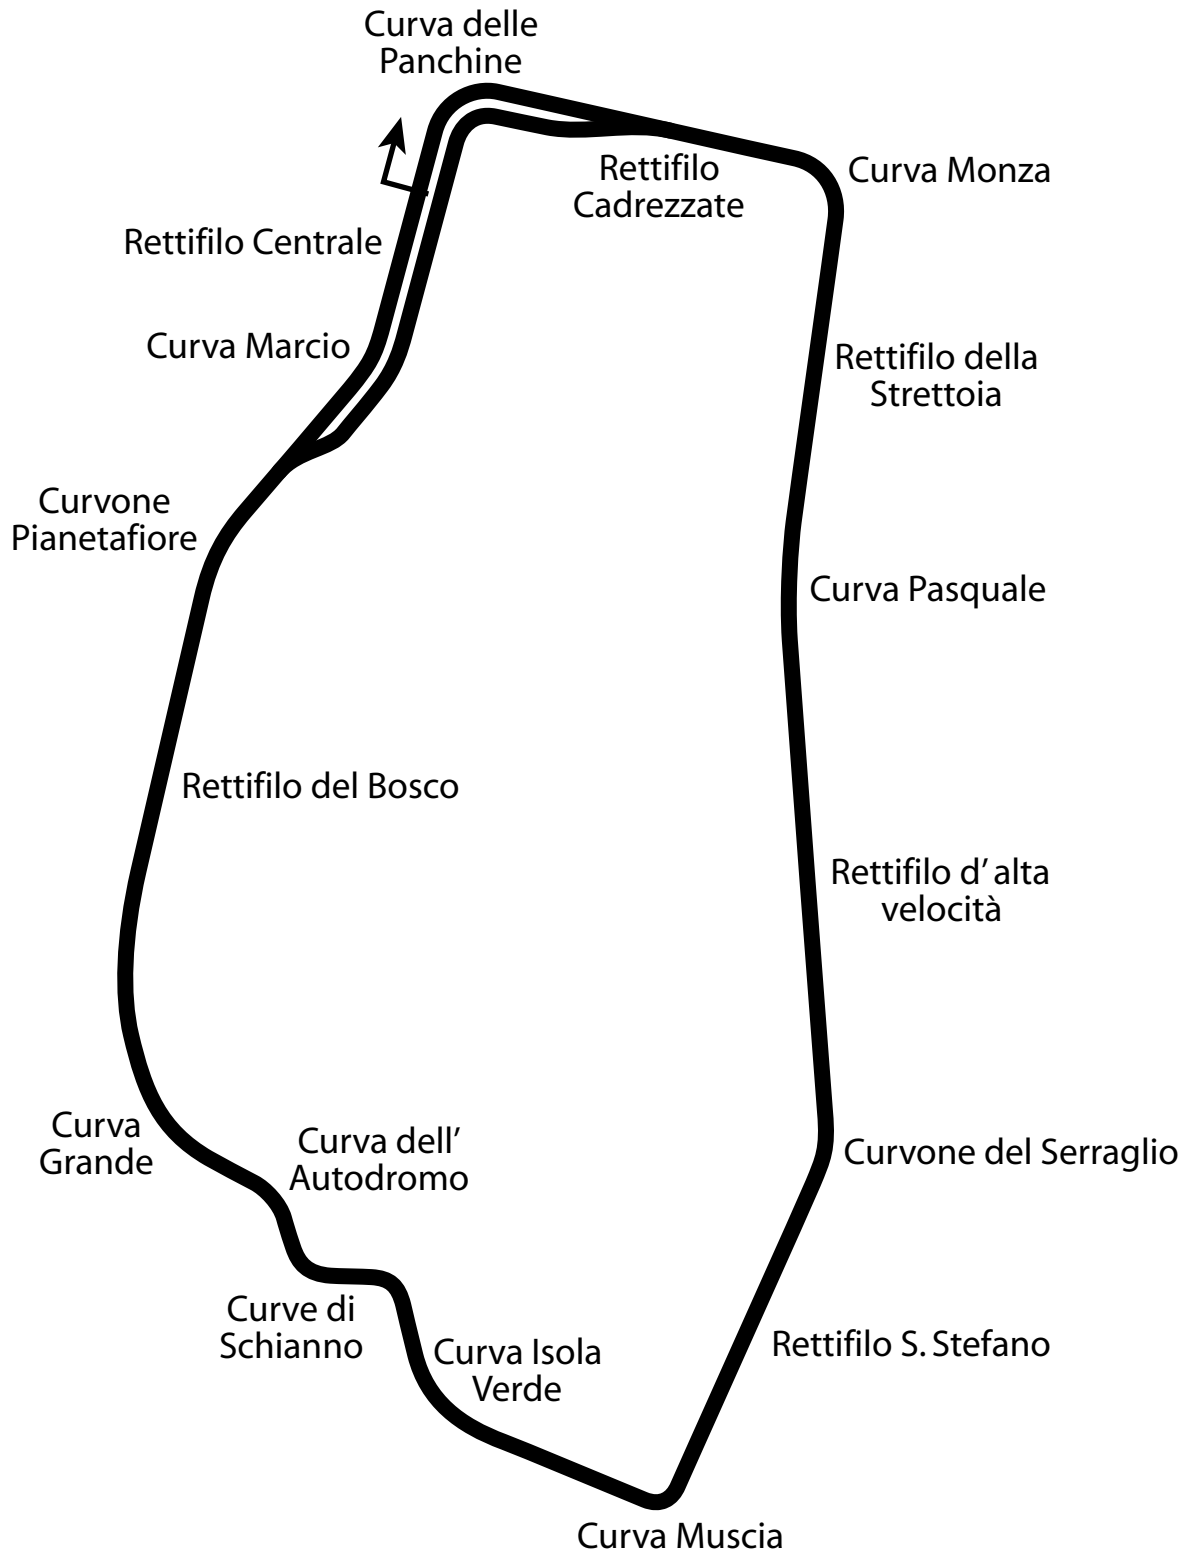 Curva delle
Panchine
Rettifilo
Cadrezzate
Curva Monza
Rettifilo Centrale
Curva Marcio
Rettifilo della
Strettoia
Curvone
Pianetafiore
Curva Pasquale
Rettifilo del Bosco
Rettifilo d’ alta
velocità
Curva
Grande
Curva dell’
Autodromo
Curvone del Serraglio
Curve di
Schianno
Curva Isola
Verde
Rettifilo S. Stefano
Curva Muscia